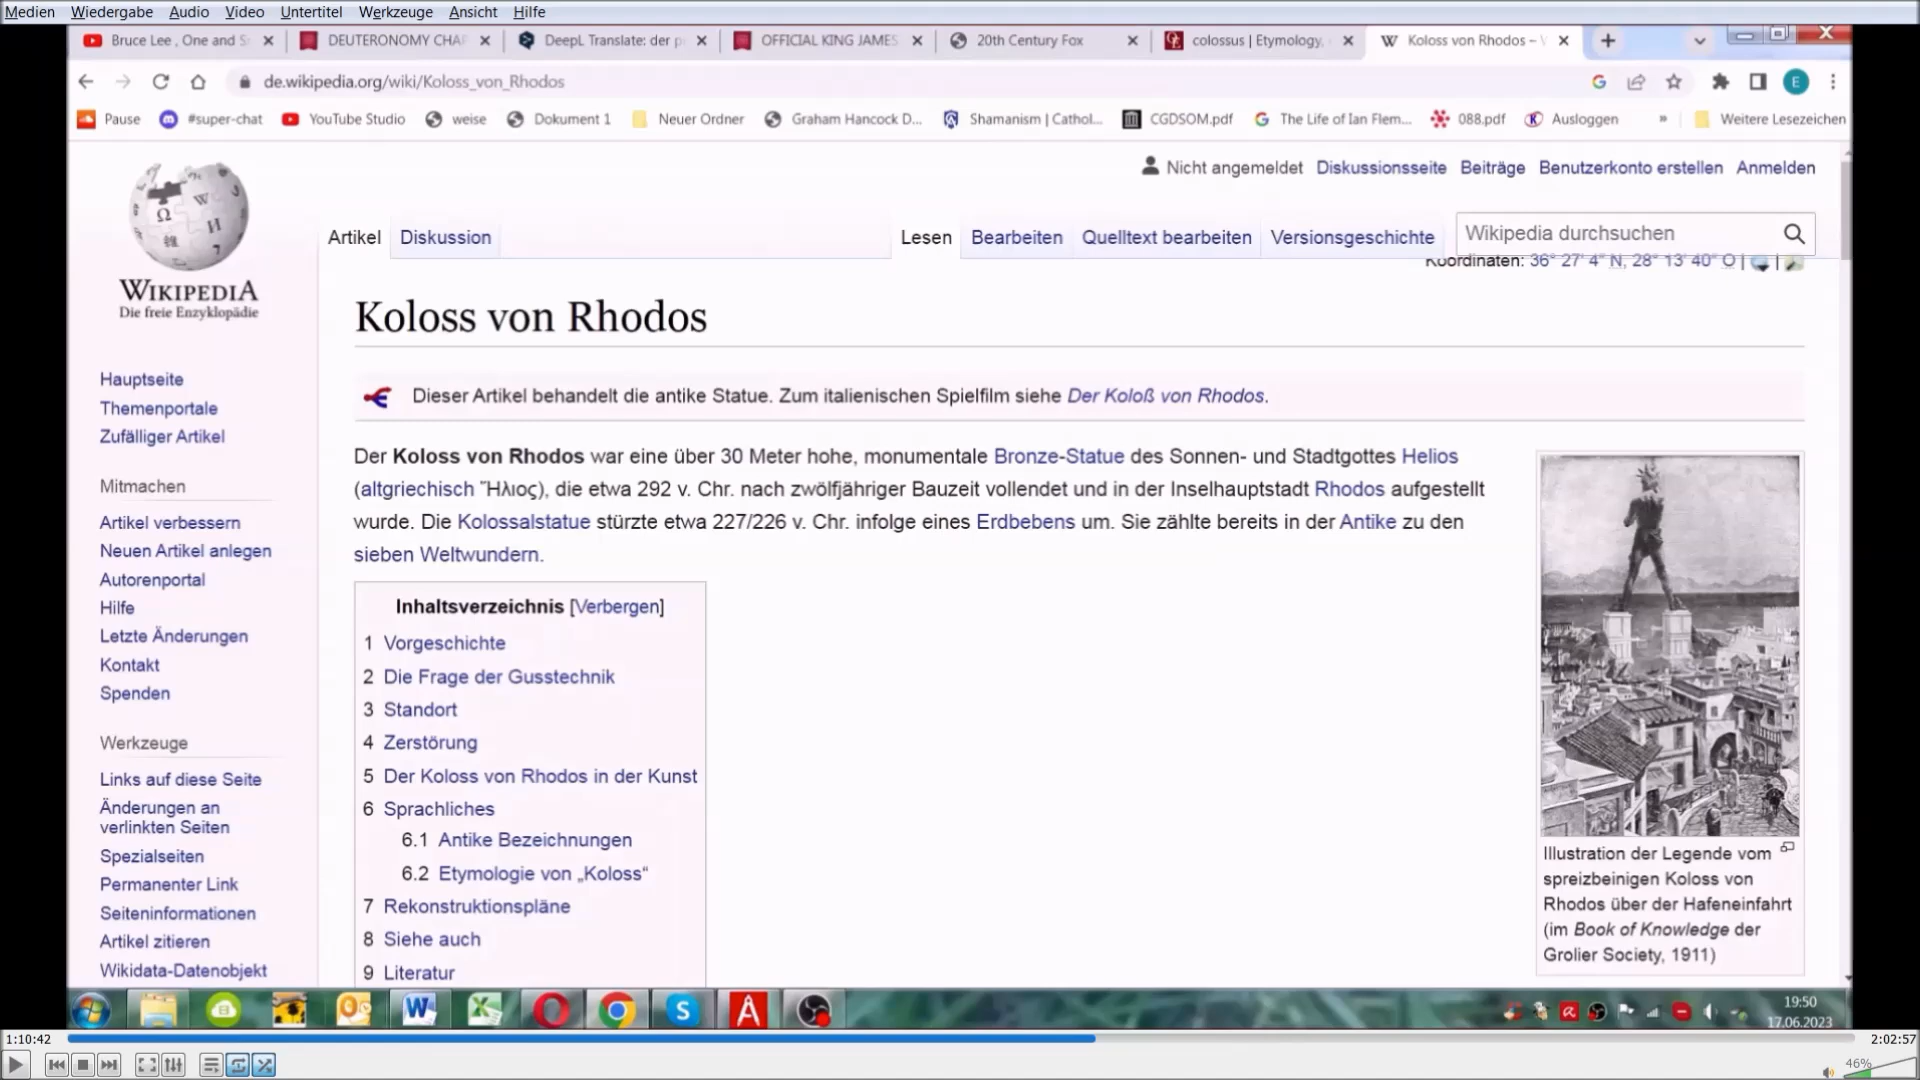 Medien Wiedergabe Audio Video Untertitel Werkzeuge Ansicht Hilfe
Bruce Lee , One and DEUTERONOMY CHAP DeepL Translate: der OFFICIAL KING JAMES 20th Century Fox colossus | Etymology, Koloss von Rhodos –
de.wikipedia.org/wiki/Koloss_von_Rhodos E
Pause #super-chat YouTube Studio weise Dokument 1 Neuer Ordner Graham Hancock D... Shamanism | Cathol... CGDSOM.pdf The Life of Ian Flem... 088.pdf Ausloggen » Weitere Lesezeichen
Nicht angemeldet Diskussionsseite Beiträge Benutzerkonto erstellen Anmelden
Artikel Diskussion Lesen Bearbeiten Quelltext bearbeiten Versionsgeschichte Wikipedia durchsuchen
Koordinaten: 36° 27′ 4″ N, 28° 13′ 40″ O | |
WIKIPEDIA
Die freie Enzyklopädie
Koloss von Rhodos
Hauptseite
Themenportale
Zufälliger Artikel
Mitmachen
Artikel verbessern
Neuen Artikel anlegen
Autorenportal
Hilfe
Letzte Änderungen
Kontakt
Spenden
Werkzeuge
Links auf diese Seite
Änderungen an
verlinkten Seiten
Spezialseiten
Permanenter Link
Seiteninformationen
Artikel zitieren
Wikidata-Datenobjekt
Dieser Artikel behandelt die antike Statue. Zum italienischen Spielfilm siehe Der Koloß von Rhodos.
Der Koloss von Rhodos war eine über 30 Meter hohe, monumentale Bronze-Statue des Sonnen- und Stadtgottes Helios
(altgriechisch Ἥλιος), die etwa 292 v. Chr. nach zwölfjähriger Bauzeit vollendet und in der Inselhauptstadt Rhodos aufgestellt
wurde. Die Kolossalstatue stürzte etwa 227/226 v. Chr. infolge eines Erdbebens um. Sie zählte bereits in der Antike zu den
sieben Weltwundern.
Inhaltsverzeichnis [Verbergen]
1 Vorgeschichte
2 Die Frage der Gusstechnik
3 Standort
4 Zerstörung
5 Der Koloss von Rhodos in der Kunst
6 Sprachliches
6.1 Antike Bezeichnungen
6.2 Etymologie von „Koloss“
7 Rekonstruktionspläne
8 Siehe auch
9 Literatur
Illustration der Legende vom
spreizbeinigen Koloss von
Rhodos über der Hafeneinfahrt
(im Book of Knowledge der
Grolier Society, 1911)
19:50
17.06.2023
1:10:42 2:02:57
46%